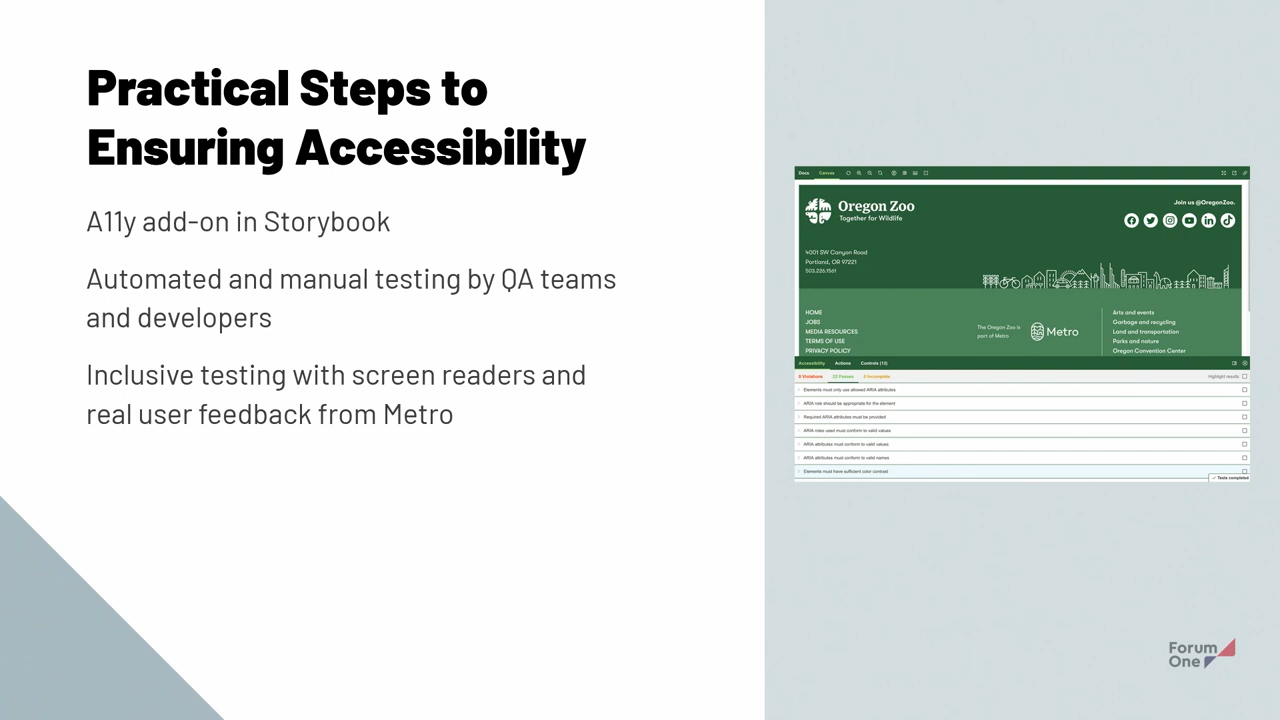 Practical Steps to
Ensuring Accessibility
A11y add-on in Storybook
Automated and manual testing by QA teams
and developers
Inclusive testing with screen readers and
real user feedback from Metro
Docs Canvas
Oregon Zoo
Together for Wildlife
Join us @OregonZoo.
4001 SW Canyon Road
Portland, OR 97221
503.226.1561
HOME
JOBS
MEDIA RESOURCES
TERMS OF USE
PRIVACY POLICY
The Oregon Zoo is
part of Metro
Metro
Arts and events
Garbage and recycling
Land and transportation
Parks and nature
Oregon Convention Center
Accessibility Actions Controls (13)
0 Violations 22 Passes Incomplete Highlight results
Elements must only use allowed ARIA attributes
ARIA role should be appropriate for the element
Required ARIA attributes must be provided
ARIA roles used must conform to valid values
ARIA attributes must conform to valid values
ARIA attributes must conform to valid names
Elements must have sufficient color contrast
Tests completed
Forum
One